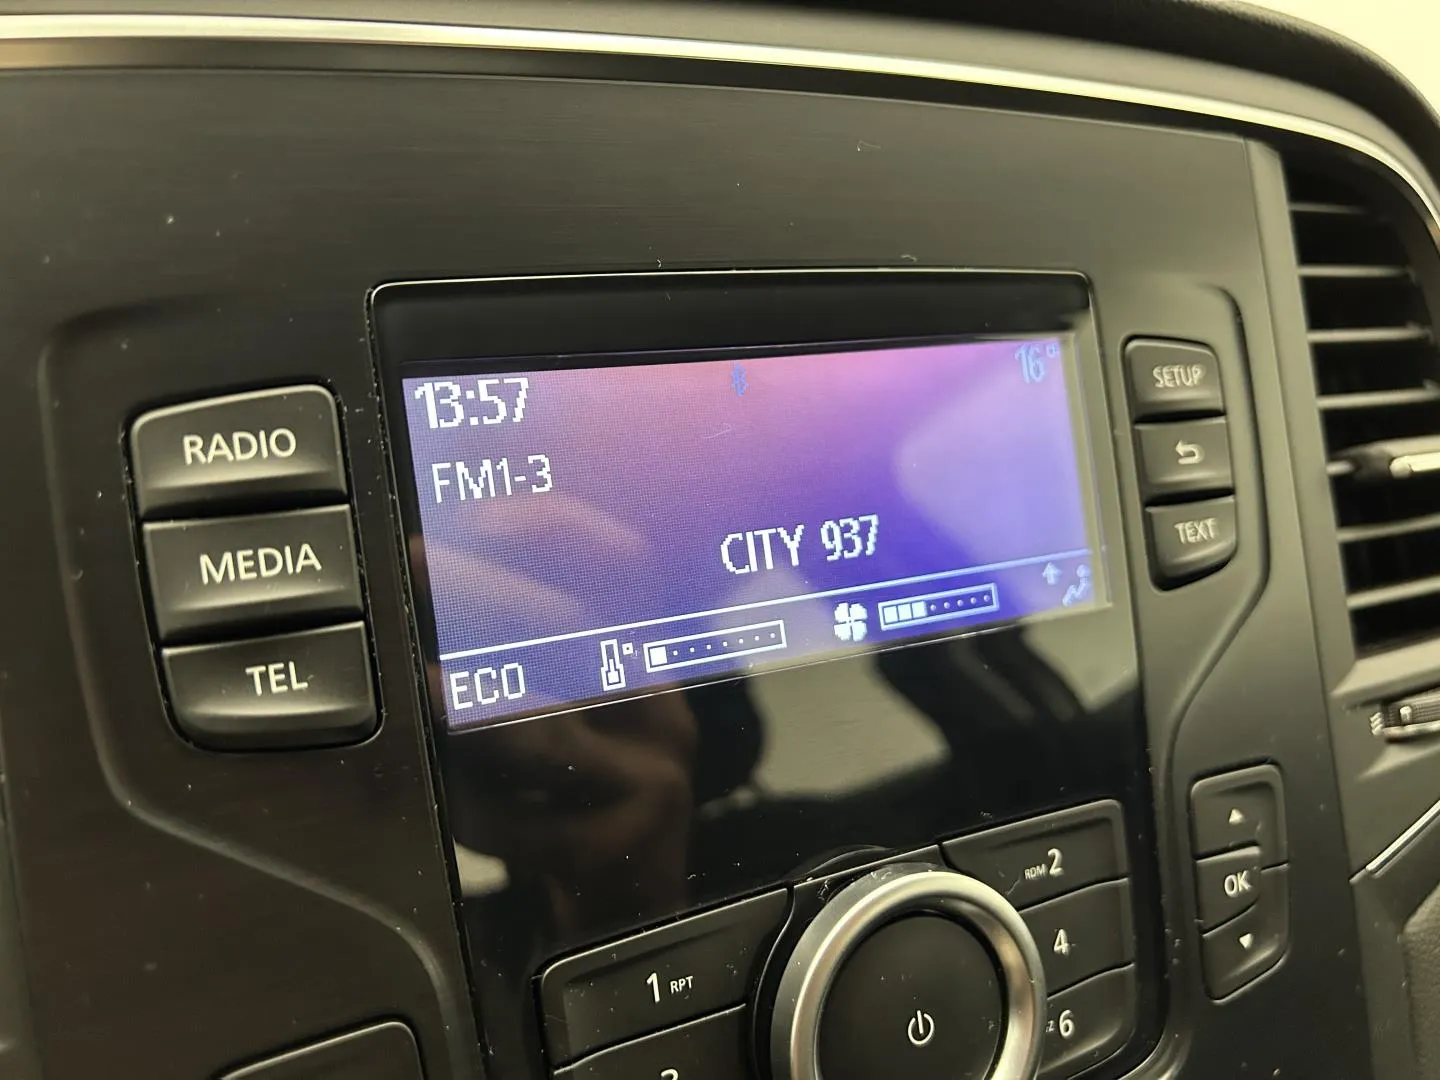 13:57
16°
FM1-3
CITY 937
ECO
RADIO
MEDIA
TEL
SETUP
TEXT
RDM 2
1 RPT
4
OK
6